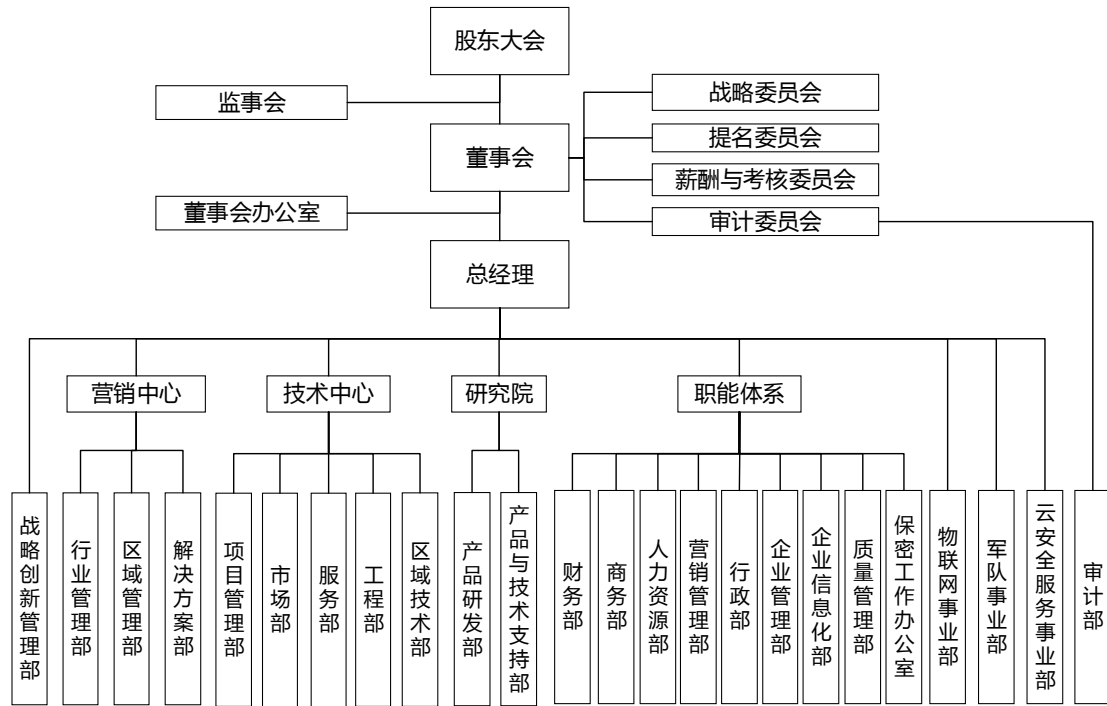 股东大会
监事会
战略委员会
提名委员会
董事会
薪酬与考核委员会
董事会办公室
审计委员会
总经理
营销中心
技术中心
研究院
职能体系
战略创新管理部
行业管理部
区域管理部
解决方案部
项目管理部
市场部
服务部
工程部
区域技术部
产品研发部
产品与技术支持部
财务部
商务部
人力资源部
营销管理部
行政部
企业管理部
企业信息化部
质量管理部
保密工作办公室
物联网事业部
军队事业部
云安全服务事业部
审计部